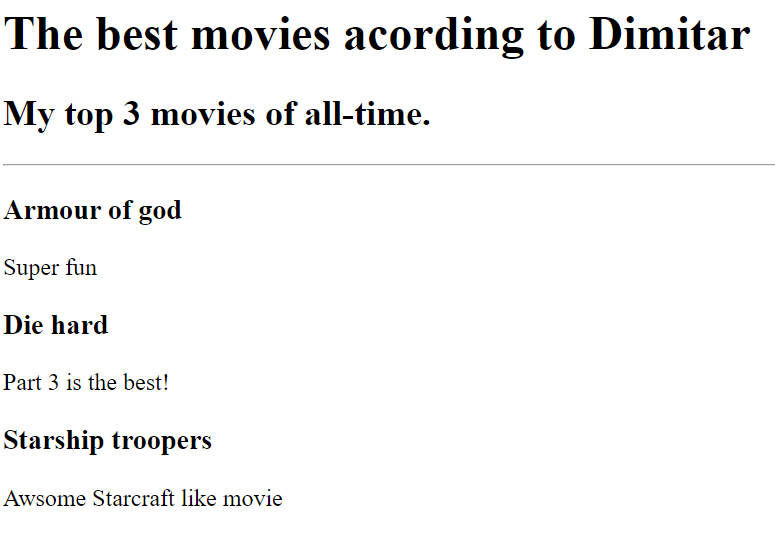 The best movies acording to Dimitar
My top 3 movies of all-time.
Armour of god
Super fun
Die hard
Part 3 is the best!
Starship troopers
Awsome Starcraft like movie